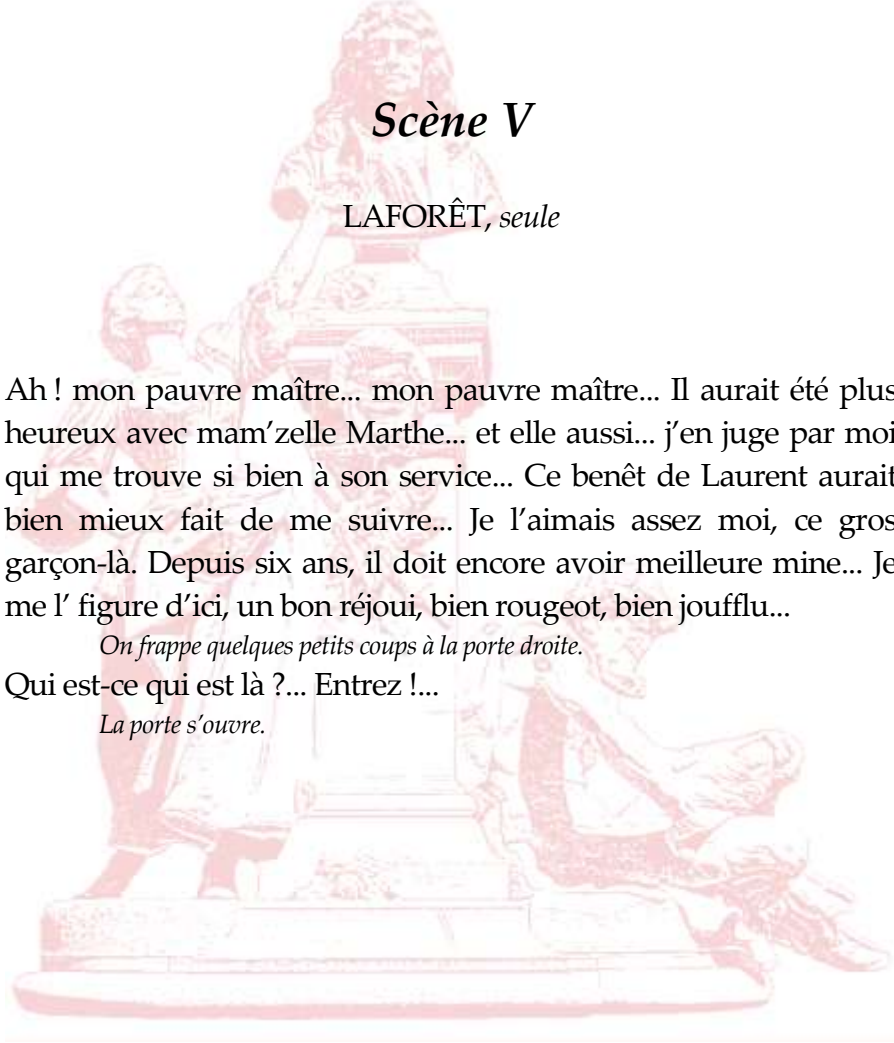 Scène V
LAFORÊT, seule
Ah ! mon pauvre maître... mon pauvre maître... Il aurait été plus
heureux avec mam’zelle Marthe... et elle aussi... j’en juge par moi
qui me trouve si bien à son service... Ce benêt de Laurent aurait
bien mieux fait de me suivre... Je l’aimais assez moi, ce gros
garçon-là. Depuis six ans, il doit encore avoir meilleure mine... Je
me l’ figure d’ici, un bon réjoui, bien rougeot, bien joufflu...
On frappe quelques petits coups à la porte droite.
Qui est-ce qui est là ?... Entrez !...
La porte s’ouvre.